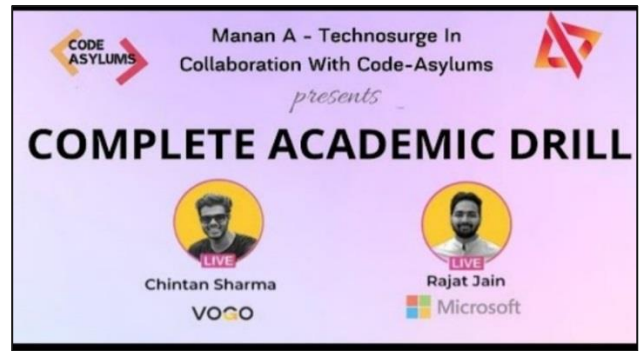 CODE
ASYLUMS
Manan A - Technosurge In
Collaboration With Code-Asylums
presents
COMPLETE ACADEMIC DRILL
LIVE
LIVE
Chintan Sharma
Rajat Jain
VOGO
Microsoft